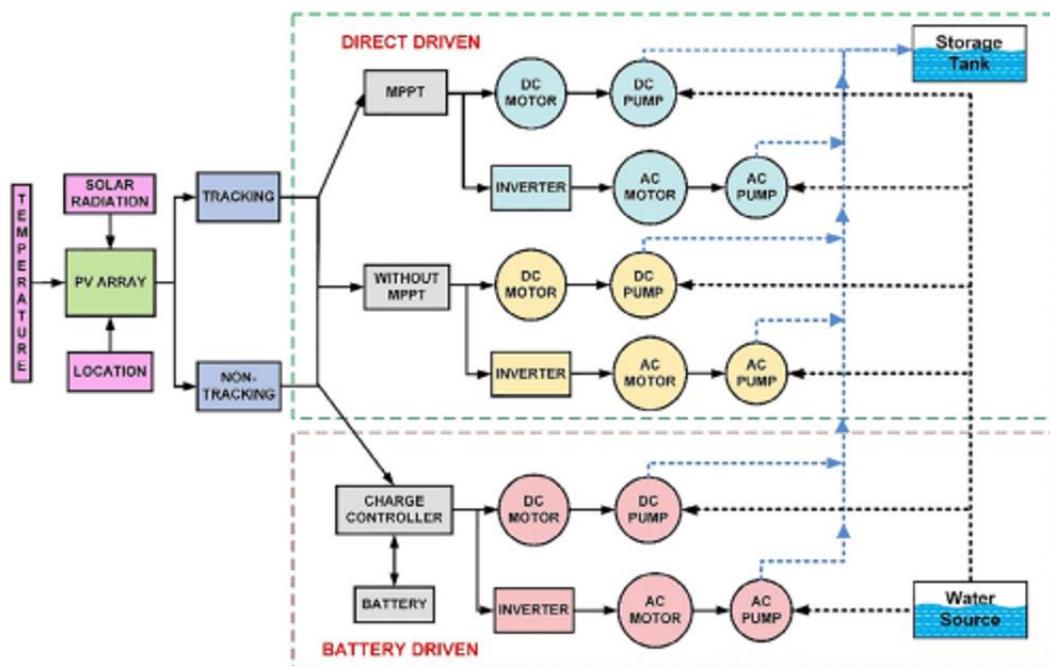 DIRECT DRIVEN
Storage
Tank
MPPT
DC
MOTOR
DC
PUMP
TEMPERATURE
SOLAR
RADIATION
TRACKING
INVERTER
AC
MOTOR
AC
PUMP
PV ARRAY
WITHOUT
MPPT
DC
MOTOR
DC
PUMP
LOCATION
NON-
TRACKING
INVERTER
AC
MOTOR
AC
PUMP
CHARGE
CONTROLLER
DC
MOTOR
DC
PUMP
BATTERY
INVERTER
AC
MOTOR
AC
PUMP
Water
Source
BATTERY DRIVEN